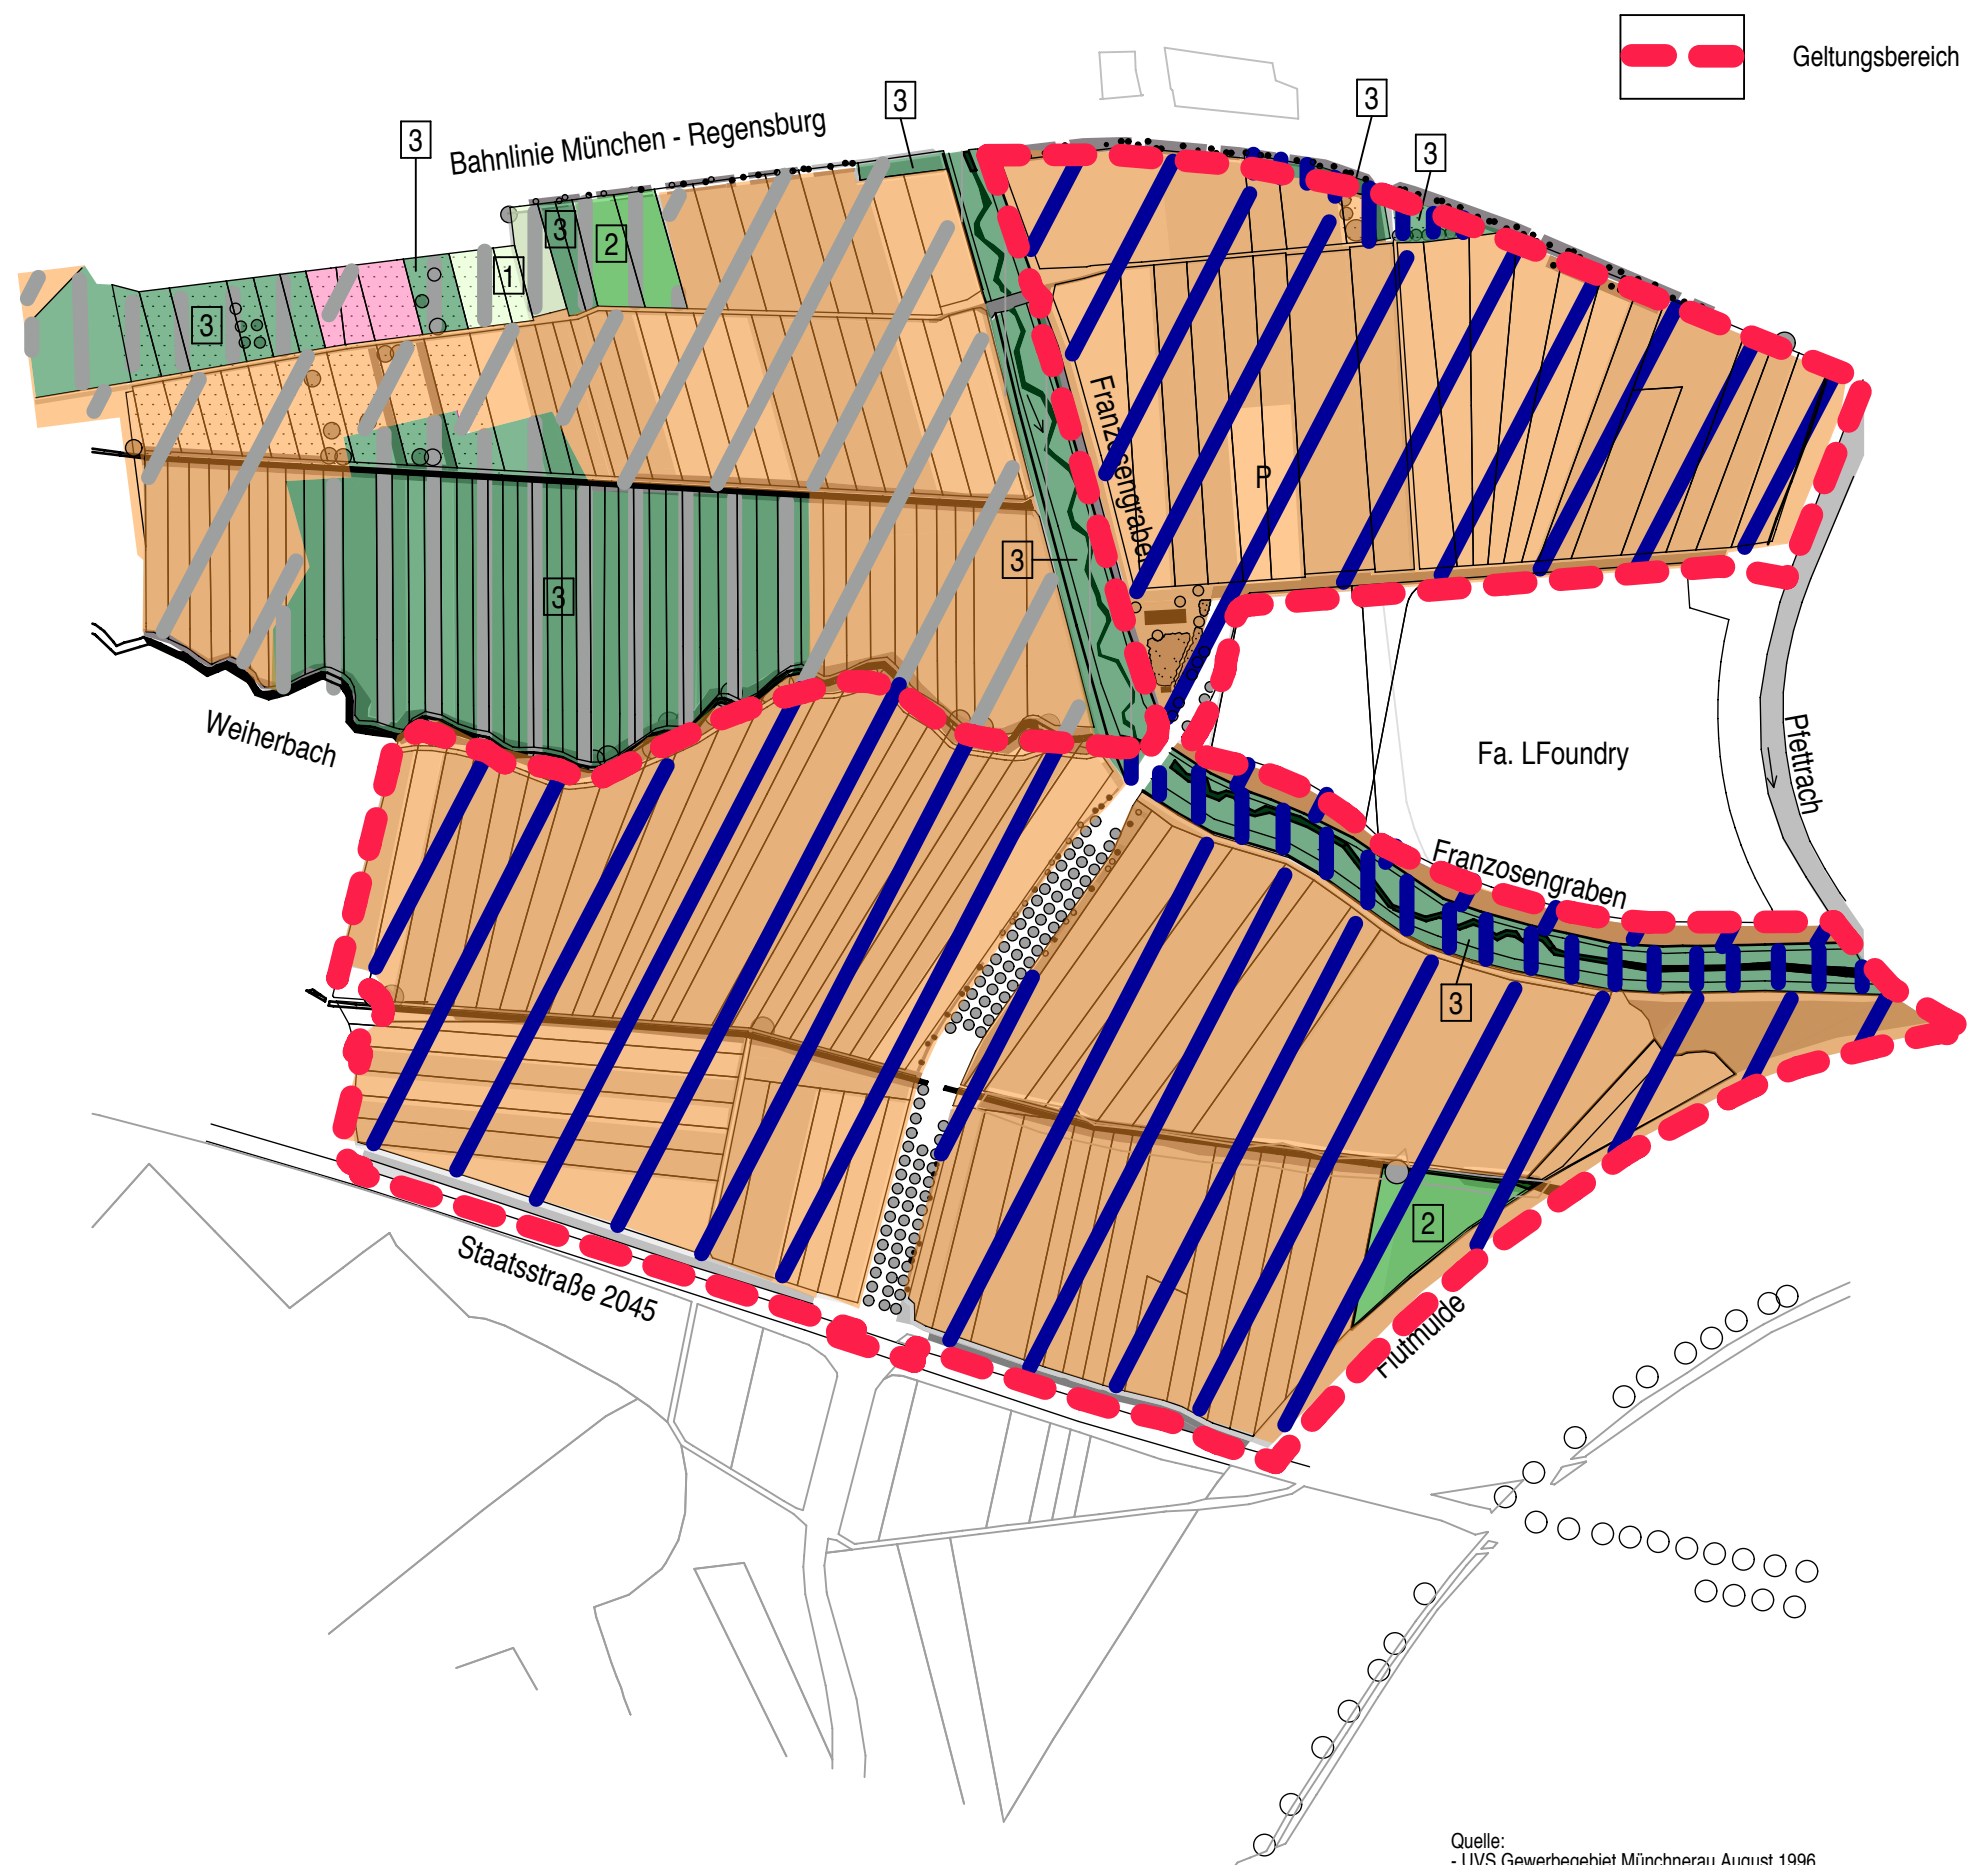 Geltungsbereich
3
3
3
3
Bahnlinie München - Regensburg
3
2
1
3
Franzosengraben
P
3
3
Weiherbach
Fa. LFoundry
Pfettrach
Franzosengraben
3
2
Staatsstraße 2045
Flutmulde
Quelle:
- UVS Gewerbegebiet Münchnerau August 1996